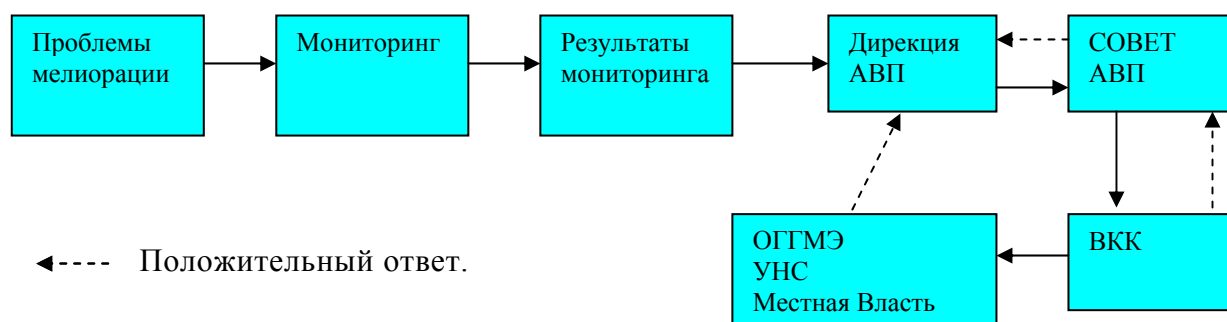 Проблемы
мелиорации
Мониторинг
Результаты
мониторинга
Дирекция
АВП
СОВЕТ
АВП
ОГГМЭ
УНС
Местная Власть
ВКК
Положительный ответ.